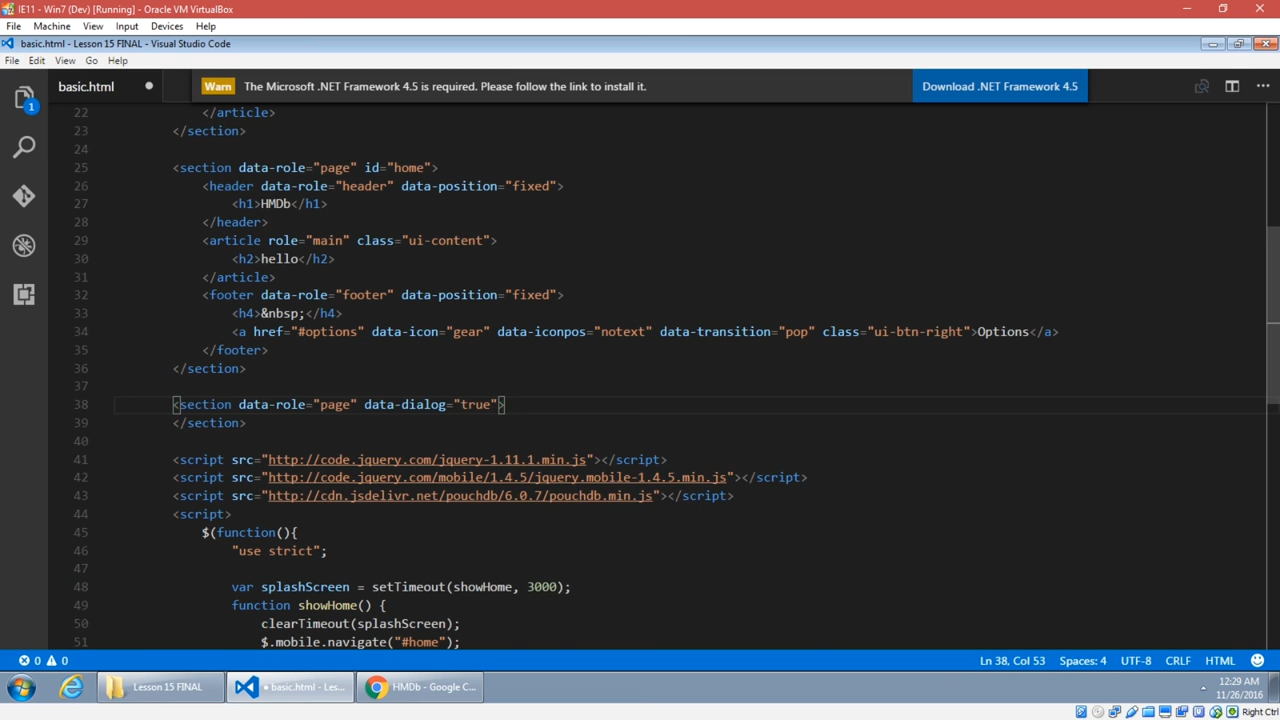 IE11 - Win7 (Dev) [Running] - Oracle VM VirtualBox
File Machine View Input Devices Help
basic.html - Lesson 15 FINAL - Visual Studio Code
File Edit View Go Help
basic.html
Warn The Microsoft .NET Framework 4.5 is required. Please follow the link to install it. Download .NET Framework 4.5
1
22 </article>
23 </section>
24
25 <section data-role="page" id="home">
26 <header data-role="header" data-position="fixed">
27 <h1>HMDb</h1>
28 </header>
29 <article role="main" class="ui-content">
30 <h2>hello</h2>
31 </article>
32 <footer data-role="footer" data-position="fixed">
33 <h4>&nbsp;</h4>
34 <a href="#options" data-icon="gear" data-iconpos="notext" data-transition="pop" class="ui-btn-right">Options</a>
35 </footer>
36 </section>
37
38 <section data-role="page" data-dialog="true">
39 </section>
40
41 <script src="http://code.jquery.com/jquery-1.11.1.min.js"></script>
42 <script src="http://code.jquery.com/mobile/1.4.5/jquery.mobile-1.4.5.min.js"></script>
43 <script src="http://cdn.jsdelivr.net/pouchdb/6.0.7/pouchdb.min.js"></script>
44 <script>
45 $(function(){
46 "use strict";
47
48 var splashScreen = setTimeout(showHome, 3000);
49 function showHome() {
50 clearTimeout(splashScreen);
51 $.mobile.navigate("#home");
0 0 Ln 38, Col 53 Spaces: 4 UTF-8 CRLF HTML
Lesson 15 FINAL • basic.html - Les... HMDb - Google C... 12:29 AM
11/26/2016
Right Ctrl